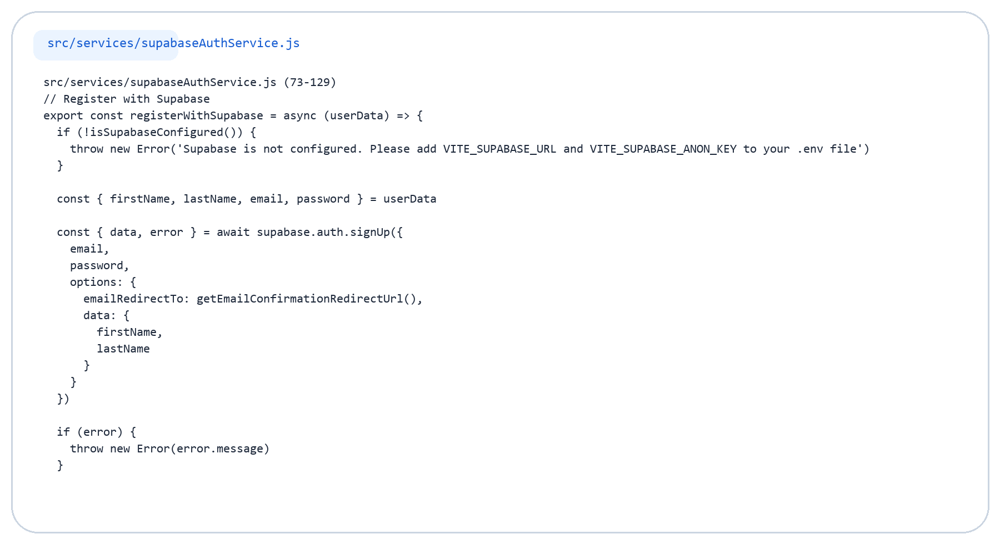 src/services/supabaseAuthService.js
src/services/supabaseAuthService.js (73-129)
// Register with Supabase
export const registerWithSupabase = async (userData) => {
  if (!isSupabaseConfigured()) {
    throw new Error('Supabase is not configured. Please add VITE_SUPABASE_URL and VITE_SUPABASE_ANON_KEY to your .env file')
  }

  const { firstName, lastName, email, password } = userData

  const { data, error } = await supabase.auth.signUp({
    email,
    password,
    options: {
      emailRedirectTo: getEmailConfirmationRedirectUrl(),
      data: {
        firstName,
        lastName
      }
    }
  })

  if (error) {
    throw new Error(error.message)
  }